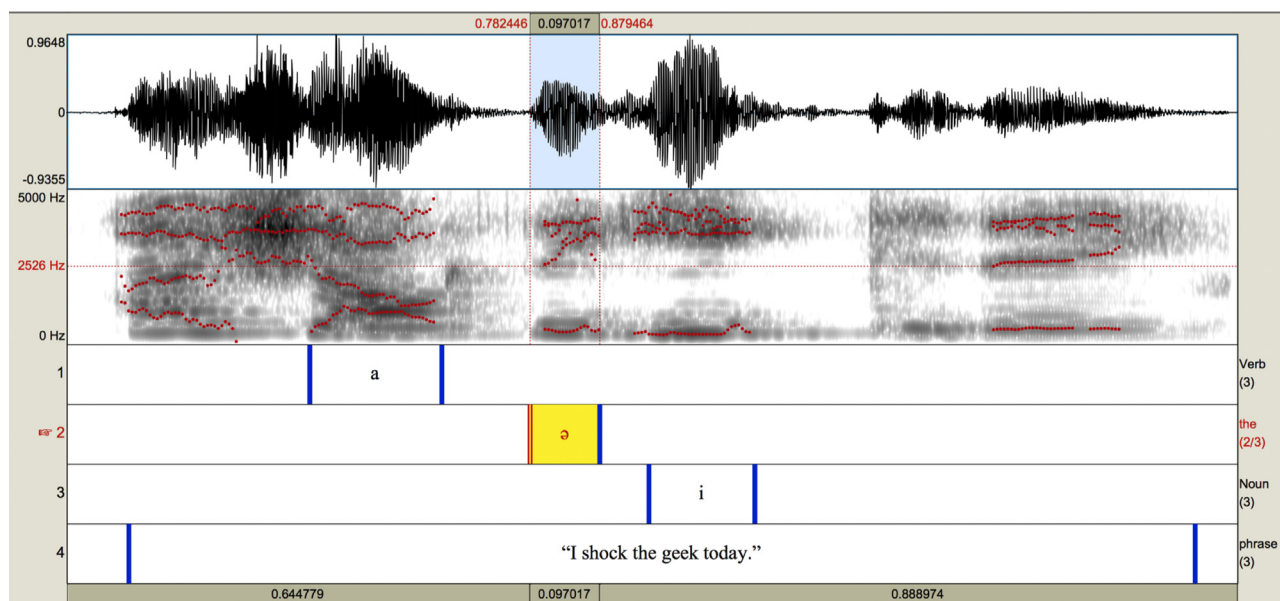 0.782446 0.097017 0.879464
0.9648
0
-0.9355
5000 Hz
2526 Hz
0 Hz
1 a Verb
(3)
2 ə the
(2/3)
3 i Noun
(3)
4 “I shock the geek today.” phrase
(3)
0.644779 0.097017 0.888974